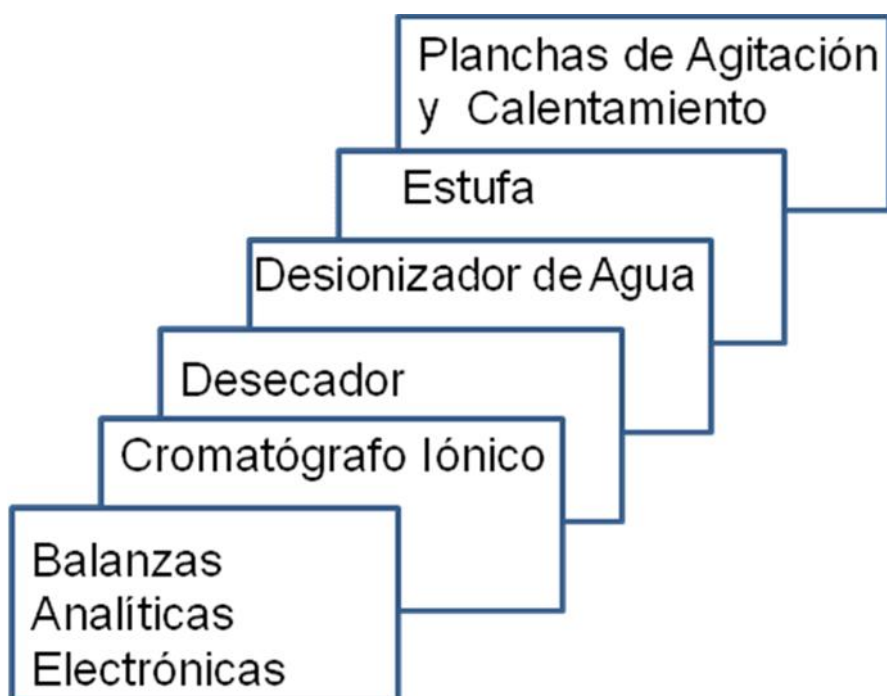 Planchas de Agitación
y Calentamiento
Estufa
Desionizador de Agua
Desecador
Cromatógrafo Iónico
Balanzas
Analíticas
Electrónicas